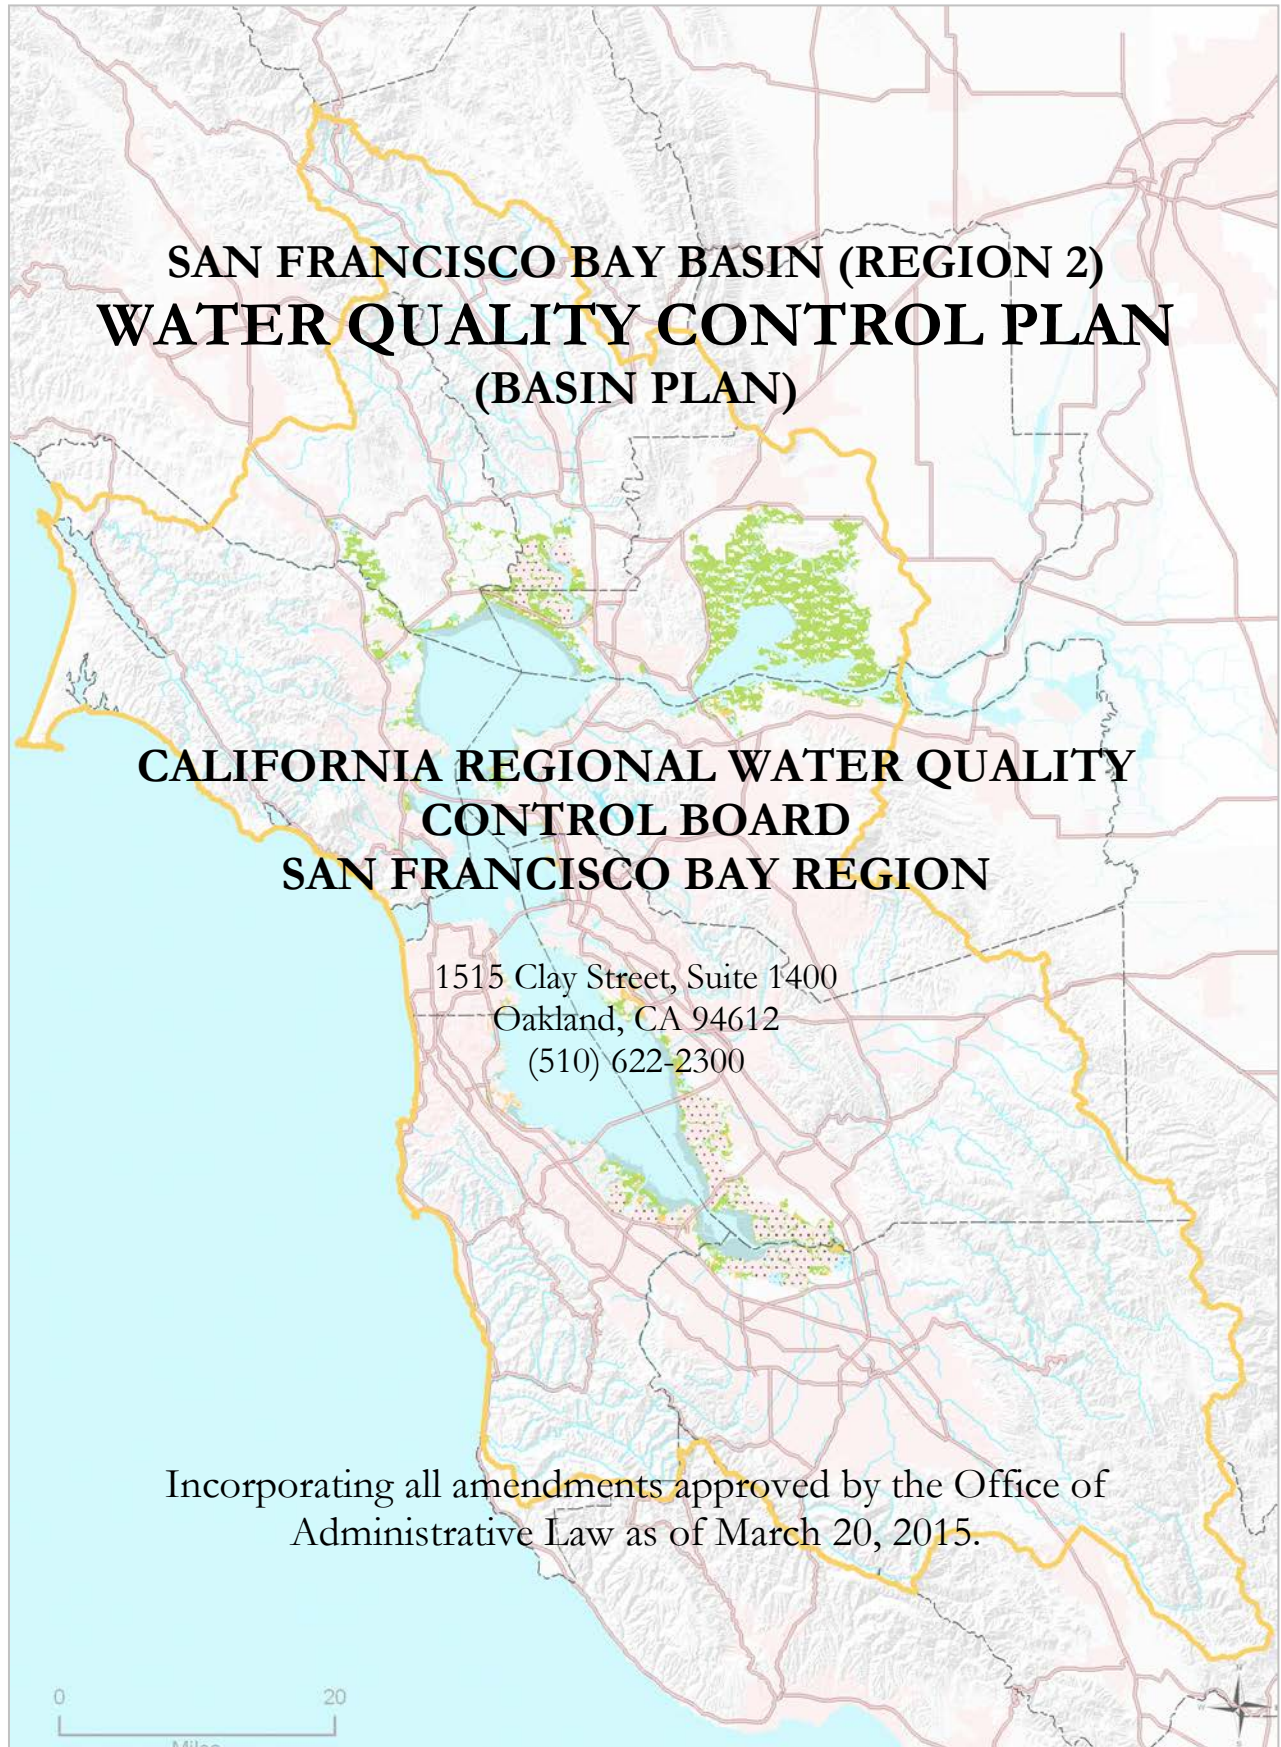 SAN FRANCISCO BAY BASIN (REGION 2)
WATER QUALITY CONTROL PLAN
(BASIN PLAN)
CALIFORNIA REGIONAL WATER QUALITY
CONTROL BOARD
SAN FRANCISCO BAY REGION
1515 Clay Street, Suite 1400
Oakland, CA 94612
(510) 622-2300
Incorporating all amendments approved by the Office of
Administrative Law as of March 20, 2015.
0 20
Miles
N
W
S